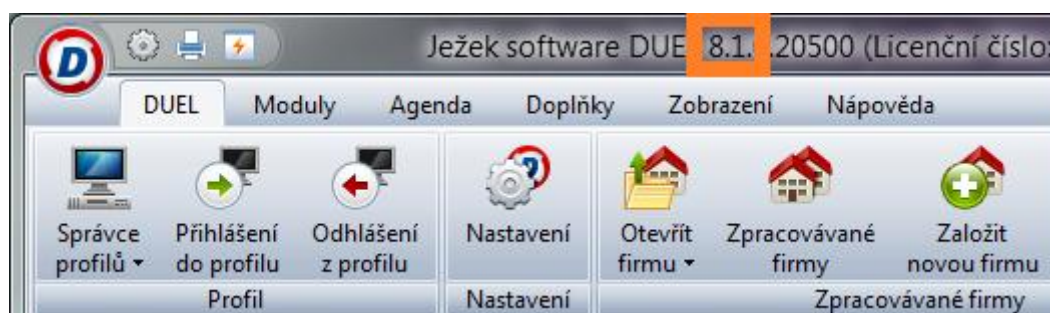 Ježek software DUE 8.1. .20500 (Licenční číslo:
DUEL Moduly Agenda Doplňky Zobrazení Nápověda
Správce profilů Přihlášení do profilu Odhlášení z profilu Nastavení Otevřít firmu Zpracovávané firmy Založit novou firmu
Profil Nastavení Zpracovávané firmy